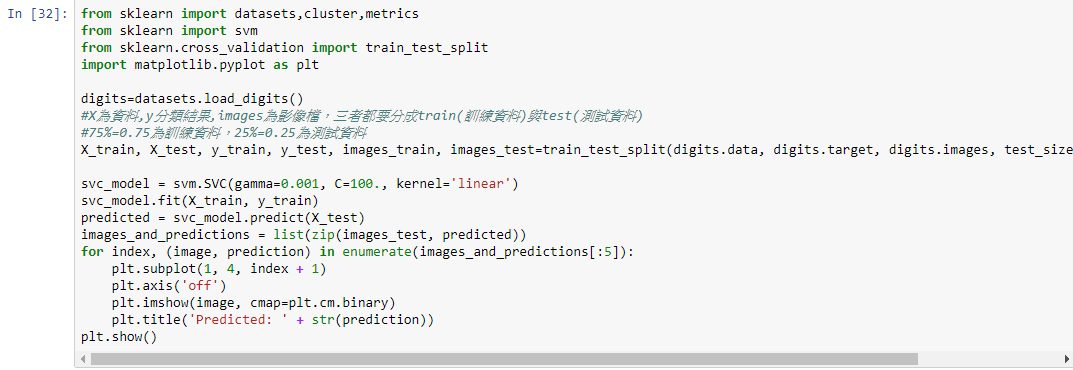 In [32]:
from sklearn import datasets,cluster,metrics
from sklearn import svm
from sklearn.cross_validation import train_test_split
import matplotlib.pyplot as plt
digits=datasets.load_digits()
#X為資料,y分類結果,images為影像檔，三者都要分成train(訓練資料)與test(測試資料)
#75%=0.75為訓練資料，25%=0.25為測試資料
X_train, X_test, y_train, y_test, images_train, images_test=train_test_split(digits.data, digits.target, digits.images, test_size
svc_model = svm.SVC(gamma=0.001, C=100., kernel='linear')
svc_model.fit(X_train, y_train)
predicted = svc_model.predict(X_test)
images_and_predictions = list(zip(images_test, predicted))
for index, (image, prediction) in enumerate(images_and_predictions[:5]):
    plt.subplot(1, 4, index + 1)
    plt.axis('off')
    plt.imshow(image, cmap=plt.cm.binary)
    plt.title('Predicted: ' + str(prediction))
plt.show()